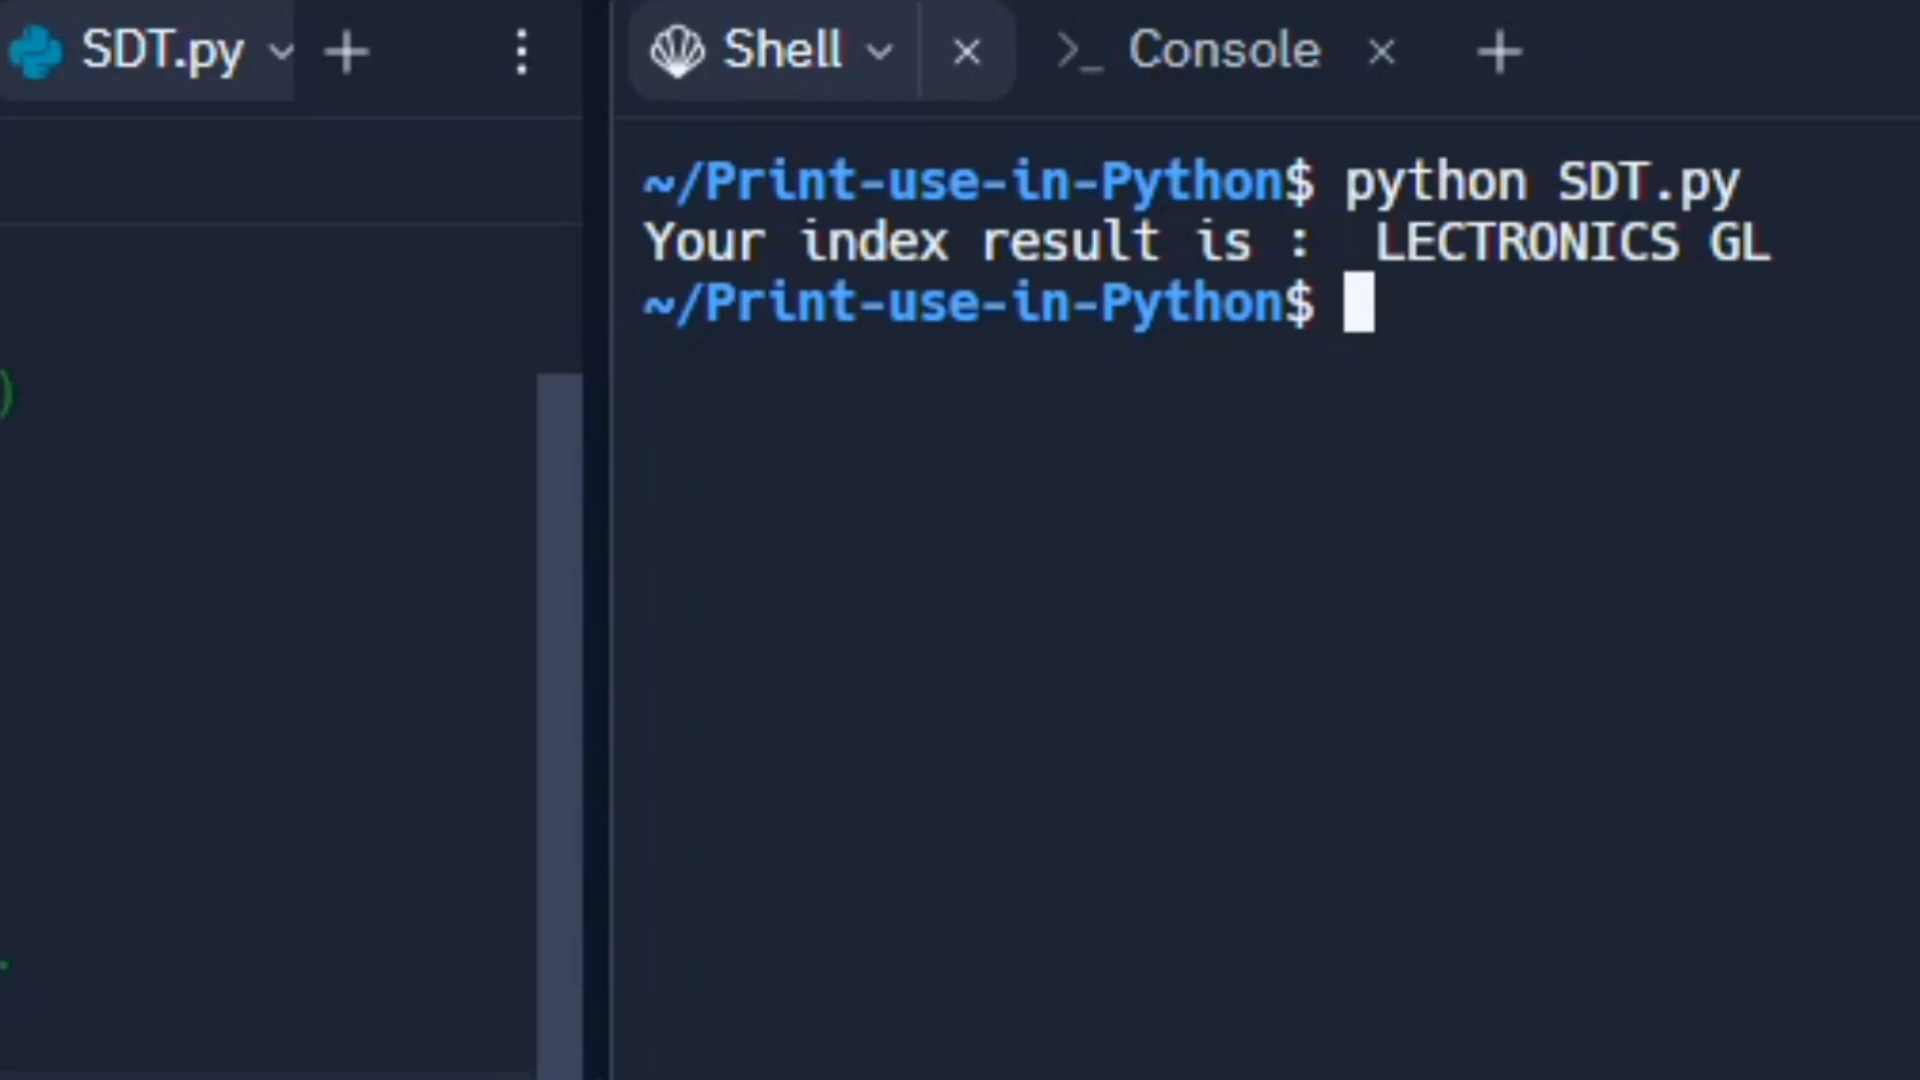 SDT.py
Shell
>_ Console
~/Print-use-in-Python$ python SDT.py
Your index result is :  LECTRONICS GL
~/Print-use-in-Python$
)
.